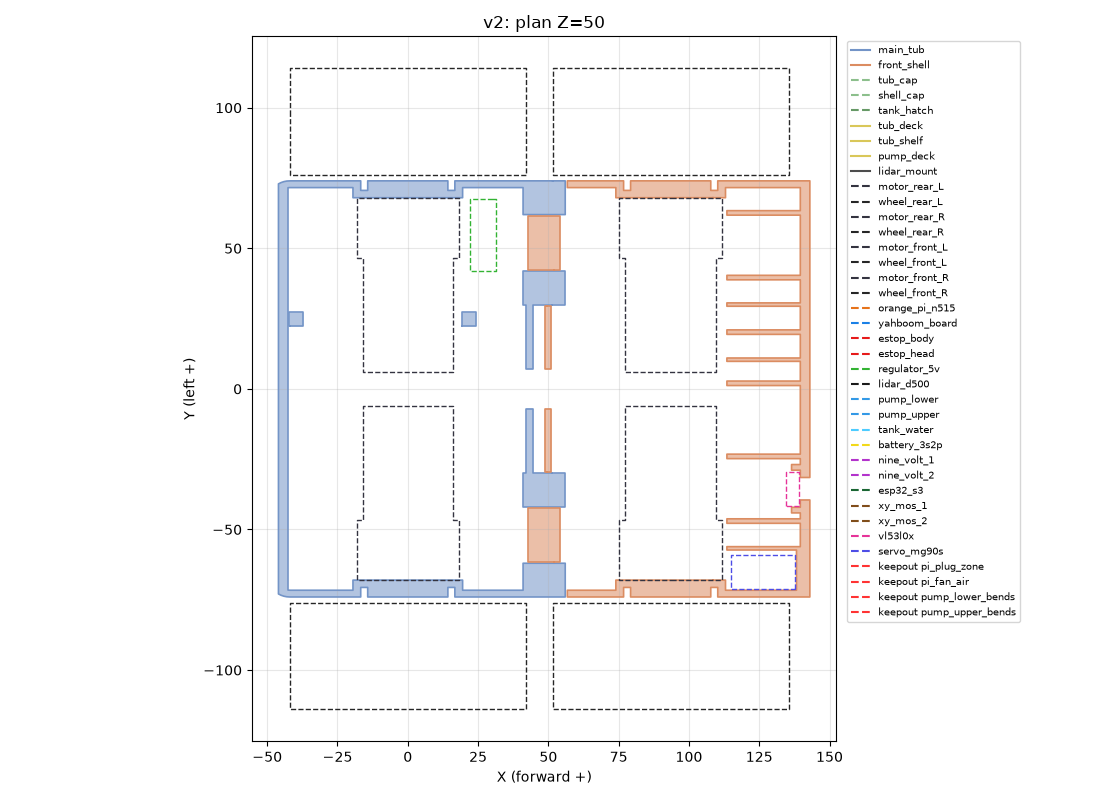 v2: plan Z=50
main_tub
front_shell
tub_cap
shell_cap
tank_hatch
tub_deck
tub_shelf
pump_deck
lidar_mount
motor_rear_L
wheel_rear_L
motor_rear_R
wheel_rear_R
motor_front_L
wheel_front_L
motor_front_R
wheel_front_R
orange_pi_n515
yahboom_board
estop_body
estop_head
regulator_5v
lidar_d500
pump_lower
pump_upper
tank_water
battery_3s2p
nine_volt_1
nine_volt_2
esp32_s3
xy_mos_1
xy_mos_2
vl53l0x
servo_mg90s
keepout pi_plug_zone
keepout pi_fan_air
keepout pump_lower_bends
keepout pump_upper_bends
100
50
0
−50
−100
Y (left +)
−50
−25
0
25
50
75
100
125
150
X (forward +)